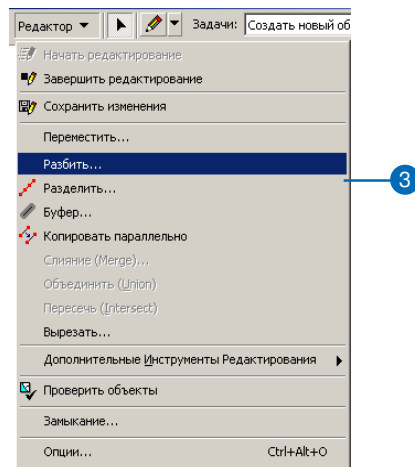 Редактор Задачи: Создать новый об
Начать редактирование
Завершить редактирование
Сохранить изменения
Переместить...
Разбить...
3
Разделить...
Буфер...
Копировать параллельно
Слияние (Merge)...
Объединить (Union)
Пересечь (Intersect)
Вырезать...
Дополнительные Инструменты Редактирования
Проверить объекты
Замыкание...
Опции... Ctrl+Alt+O